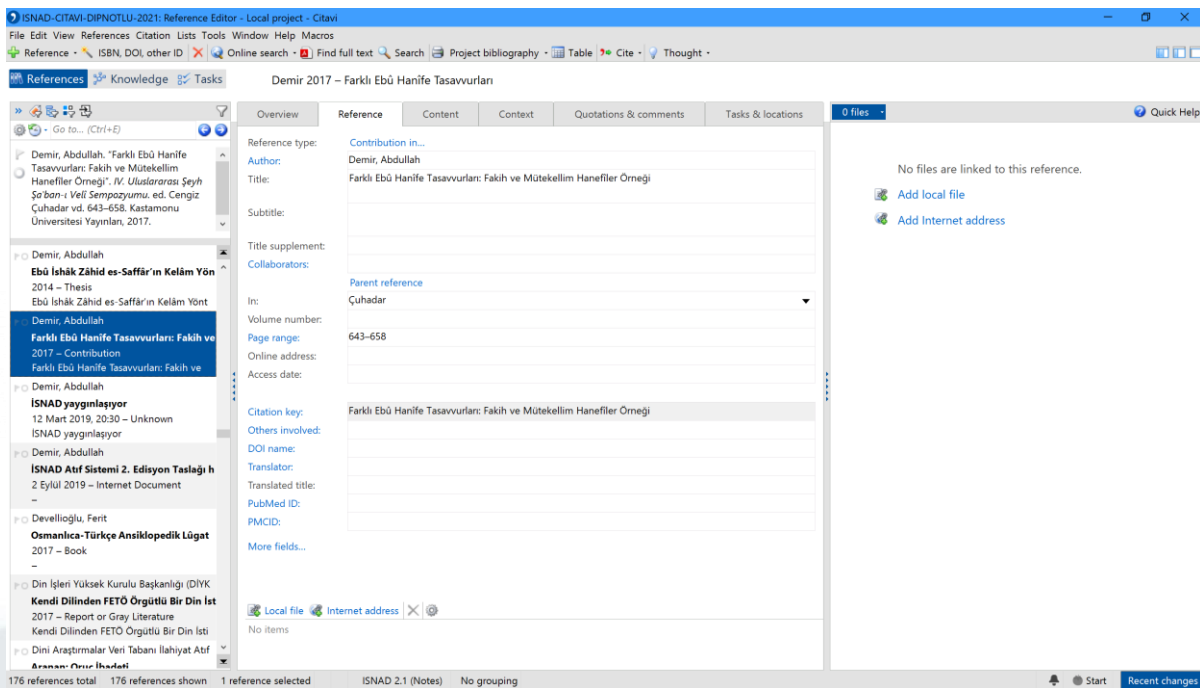 ISNAD-CITAVI-DIPNOTLU-2021: Reference Editor - Local project - Citavi
File Edit View References Citation Lists Tools Window Help Macros
Reference ISBN, DOI, other ID Online search Find full text Search Project bibliography Table Cite Thought
References Knowledge Tasks
Demir 2017 – Farklı Ebû Hanîfe Tasavvurları
Go to... (Ctrl+E)
Demir, Abdullah. "Farklı Ebû Hanîfe
Tasavvurları: Fakih ve Mütekellim
Hanefîler Örneği". IV. Uluslararası Şeyh
Şa'ban-ı Velî Sempozyumu. ed. Cengiz
Çuhadar vd. 643–658. Kastamonu
Üniversitesi Yayınları, 2017.
Demir, Abdullah
Ebû İshâk Zâhid es-Saffâr'ın Kelâm Yön
2014 – Thesis
Ebû İshâk Zâhid es-Saffâr'ın Kelâm Yönt
Demir, Abdullah
Farklı Ebû Hanîfe Tasavvurları: Fakih ve
2017 – Contribution
Farklı Ebû Hanîfe Tasavvurları: Fakih ve
Demir, Abdullah
İSNAD yaygınlaşıyor
12 Mart 2019, 20:30 – Unknown
İSNAD yaygınlaşıyor
Demir, Abdullah
İSNAD Atıf Sistemi 2. Edisyon Taslağı h
2 Eylül 2019 – Internet Document
–
Devellioğlu, Ferit
Osmanlıca-Türkçe Ansiklopedik Lûgat
2017 – Book
–
Din İşleri Yüksek Kurulu Başkanlığı (DİYK
Kendi Dilinden FETÖ Örgütlü Bir Din İst
2017 – Report or Gray Literature
Kendi Dilinden FETÖ Örgütlü Bir Din İsti
Dini Araştırmalar Veri Tabanı İlahiyat Atıf
Aranan: Oruç İbadeti
Overview Reference Content Context Quotations & comments Tasks & locations
Reference type: Contribution in...
Author: Demir, Abdullah
Title: Farklı Ebû Hanîfe Tasavvurları: Fakih ve Mütekellim Hanefîler Örneği
Subtitle:
Title supplement:
Collaborators:
Parent reference
In: Çuhadar
Volume number:
Page range: 643–658
Online address:
Access date:
Citation key: Farklı Ebû Hanîfe Tasavvurları: Fakih ve Mütekellim Hanefîler Örneği
Others involved:
DOI name:
Translator:
Translated title:
PubMed ID:
PMCID:
More fields...
Local file Internet address
No items
0 files
Quick Help
No files are linked to this reference.
Add local file
Add Internet address
176 references total 176 references shown 1 reference selected ISNAD 2.1 (Notes) No grouping Start Recent changes